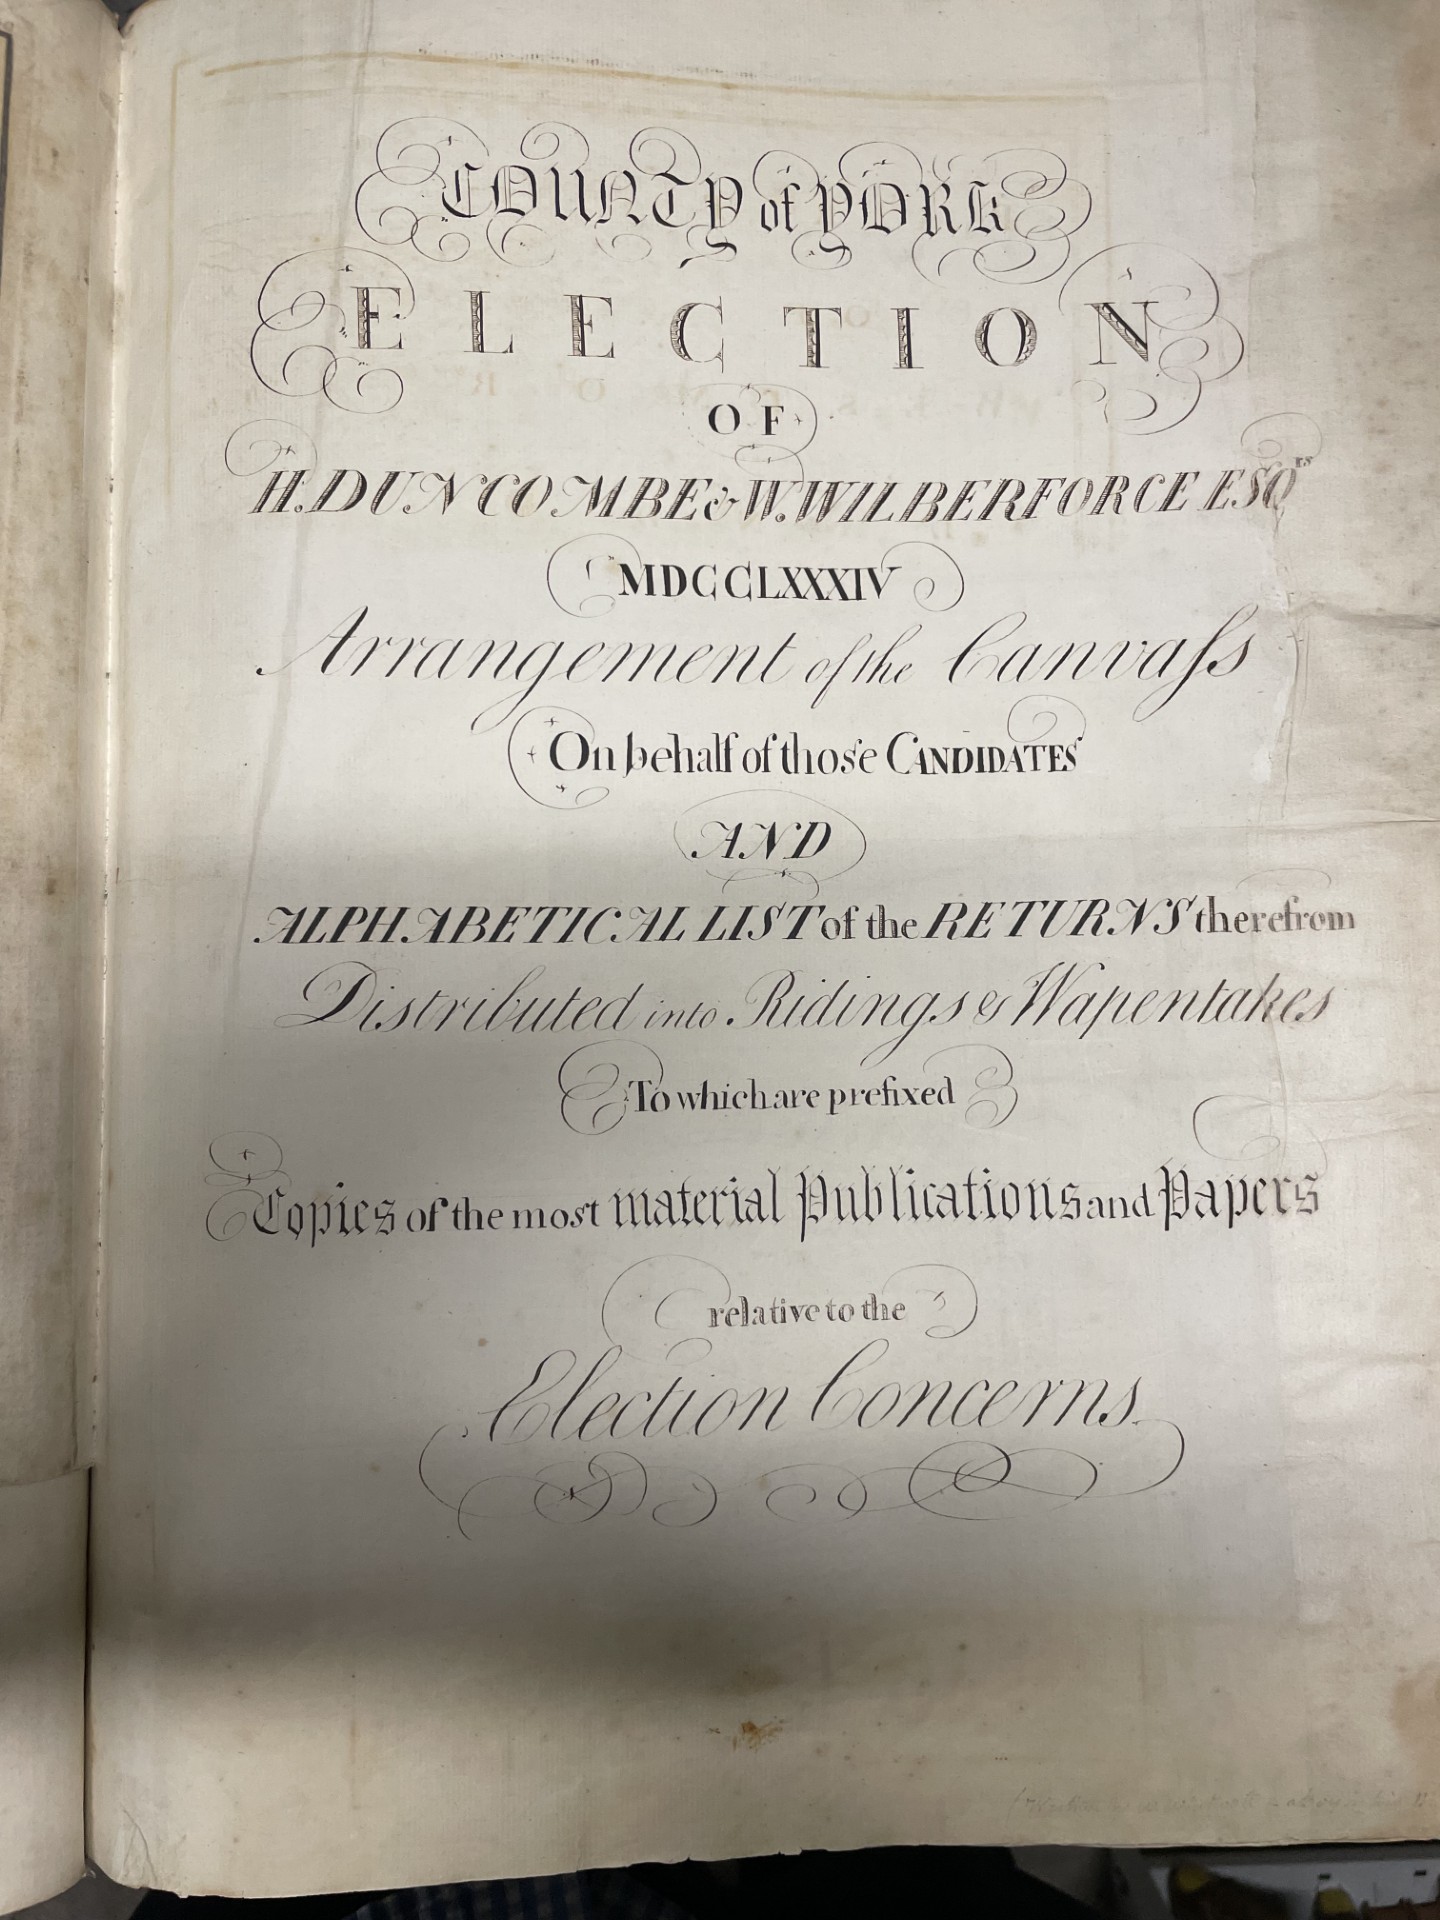 COUNTY of YORK
ELECTION
OF
H. DUNCOMBE & W. WILBERFORCE ESQRS
MDCCLXXXIV
Arrangement of the Canvaſs
On behalf of those CANDIDATES
AND
ALPHABETICAL LIST of the RETURNS therefrom
Distributed into Ridings & Wapentakes
To which are prefixed
Copies of the most material Publications and Papers
relative to the
Election Concerns